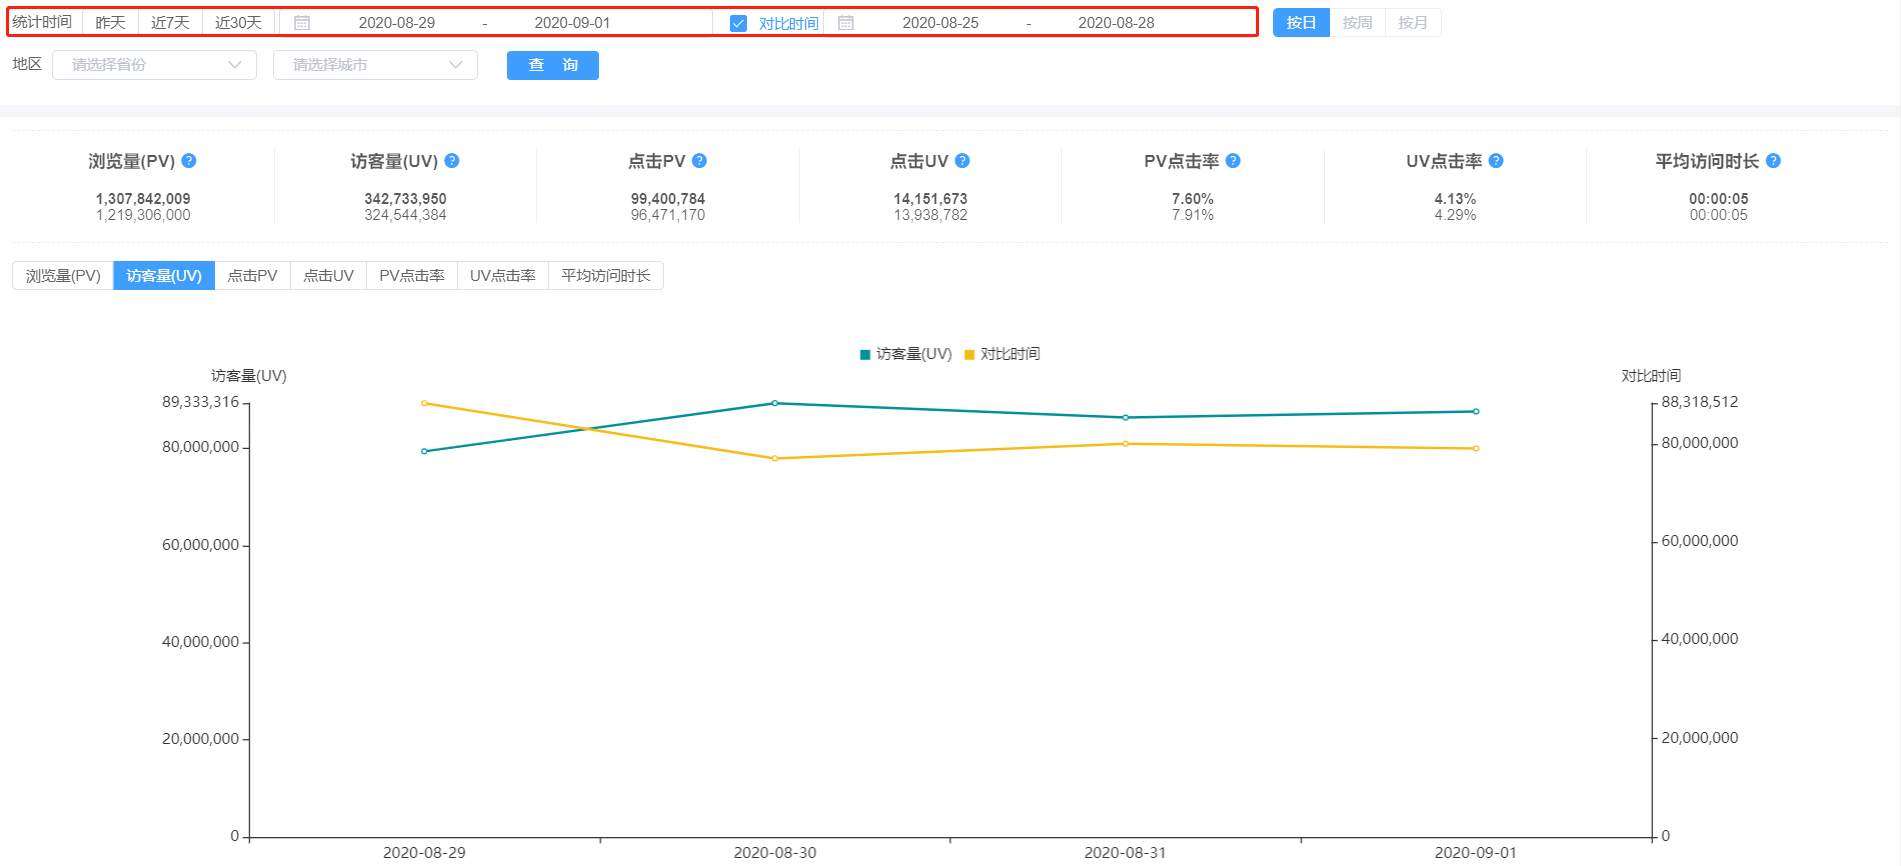 统计时间 昨天 近7天 近30天 2020-08-29 - 2020-09-01 对比时间 2020-08-25 - 2020-08-28 按日 按周 按月
地区 请选择省份 请选择城市 查 询
浏览量(PV) ? 访客量(UV) ? 点击PV ? 点击UV ? PV点击率 ? UV点击率 ? 平均访问时长 ?
1,307,842,009 342,733,950 99,400,784 14,151,673 7.60% 4.13% 00:00:05
1,219,306,000 324,544,384 96,471,170 13,938,782 7.91% 4.29% 00:00:05
浏览量(PV) 访客量(UV) 点击PV 点击UV PV点击率 UV点击率 平均访问时长
访客量(UV) 对比时间
访客量(UV) 对比时间
89,333,316 88,318,512
80,000,000 80,000,000
60,000,000 60,000,000
40,000,000 40,000,000
20,000,000 20,000,000
0 0
2020-08-29 2020-08-30 2020-08-31 2020-09-01